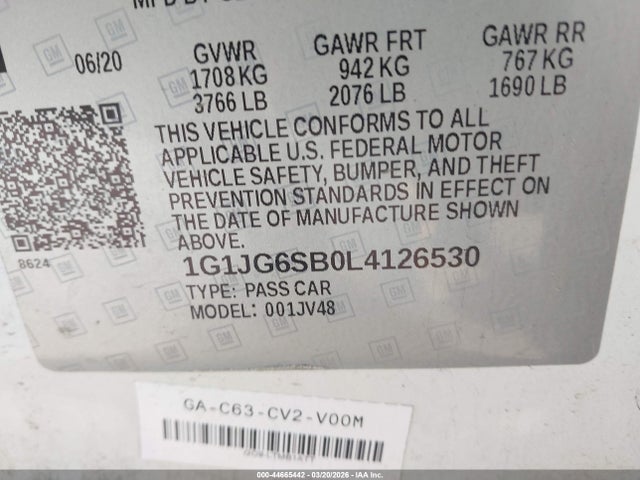 06/20
GVWR GAWR FRT GAWR RR
1708 KG 942 KG 767 KG
3766 LB 2076 LB 1690 LB
THIS VEHICLE CONFORMS TO ALL
APPLICABLE U.S. FEDERAL MOTOR
VEHICLE SAFETY, BUMPER, AND THEFT
PREVENTION STANDARDS IN EFFECT ON
THE DATE OF MANUFACTURE SHOWN
ABOVE.
8624
1G1JG6SB0L4126530
TYPE: PASS CAR
MODEL: 001JV48
GA-C63-CV2-V00M
000-44665442 | 03/20/2026 - IAA Inc.